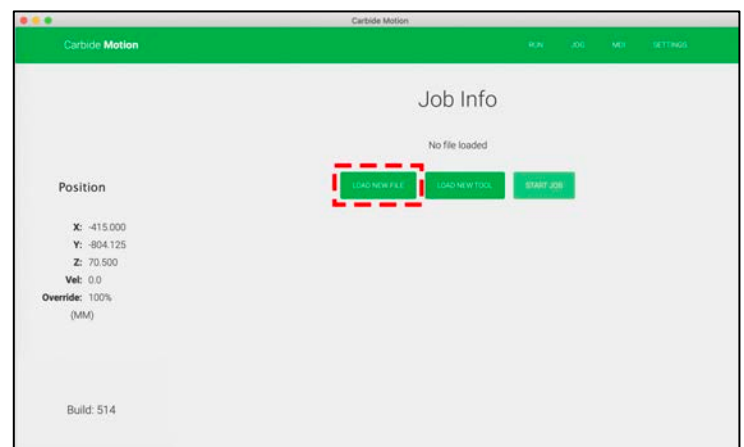 Carbide Motion
Carbide Motion
RUN JOG MDI SETTINGS
Job Info
No file loaded
LOAD NEW FILE LOAD NEW TOOL START JOB
Position
X: -415.000
Y: -804.125
Z: 70.500
Vel: 0.0
Override: 100%
(MM)
Build: 514